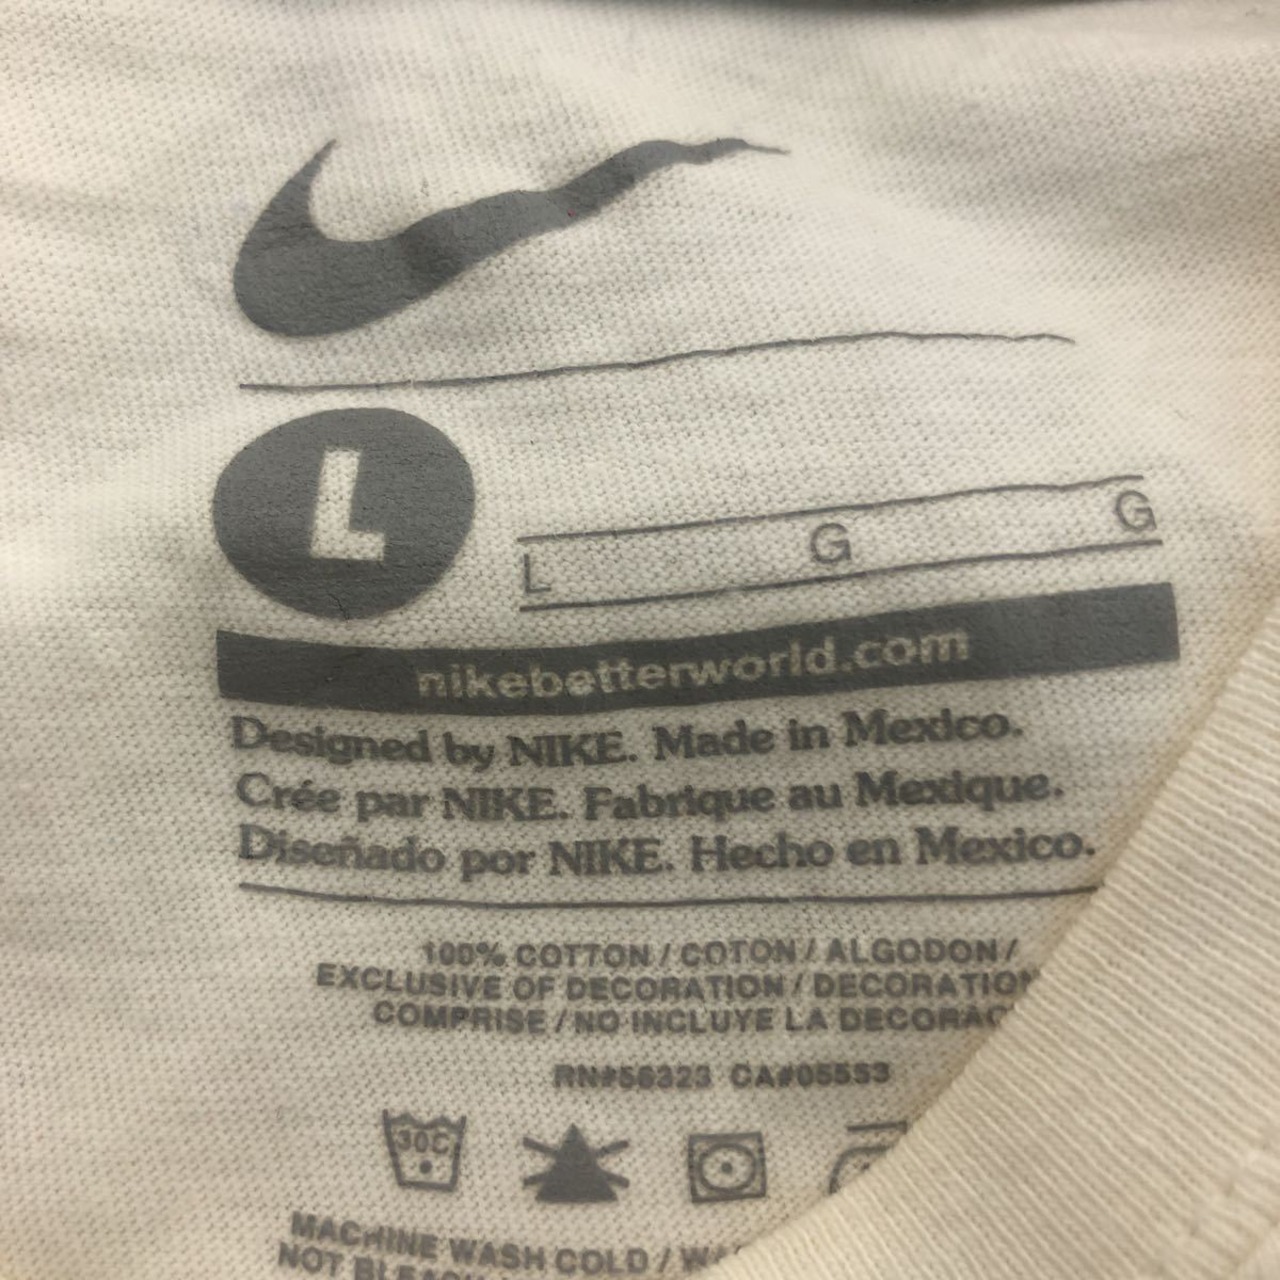 L
L G G
nikebetterworld.com
Designed by NIKE. Made in Mexico.
Crée par NIKE. Fabrique au Mexique.
Diseñado por NIKE. Hecho en Mexico.
100% COTTON / COTON / ALGODON /
EXCLUSIVE OF DECORATION / DECORATION
COMPRISE / NO INCLUYE LA DECORAC
RN#56323 CA#05553
30C
MACHINE WASH COLD /
NOT